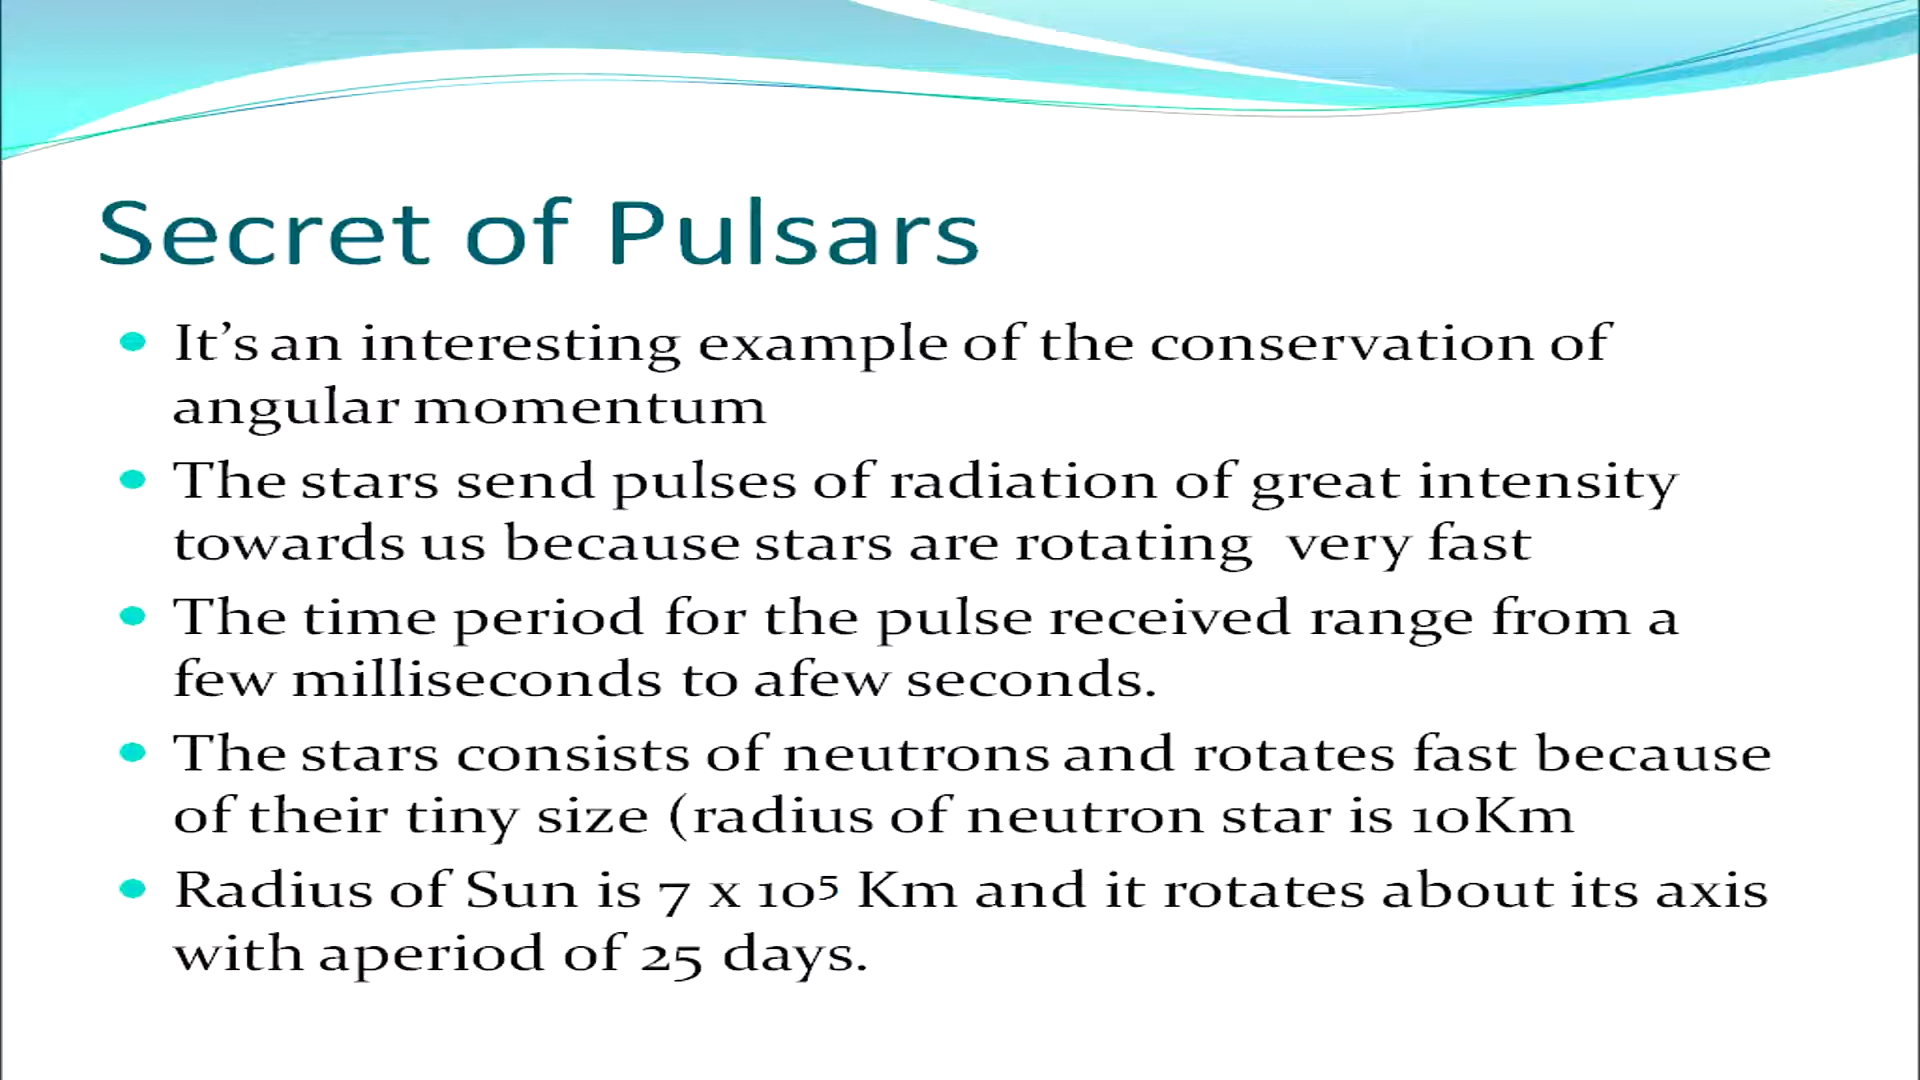 Secret of Pulsars
It’s an interesting example of the conservation of
angular momentum
The stars send pulses of radiation of great intensity
towards us because stars are rotating very fast
The time period for the pulse received range from a
few milliseconds to afew seconds.
The stars consists of neutrons and rotates fast because
of their tiny size (radius of neutron star is 10Km
Radius of Sun is 7 x 10⁵ Km and it rotates about its axis
with aperiod of 25 days.